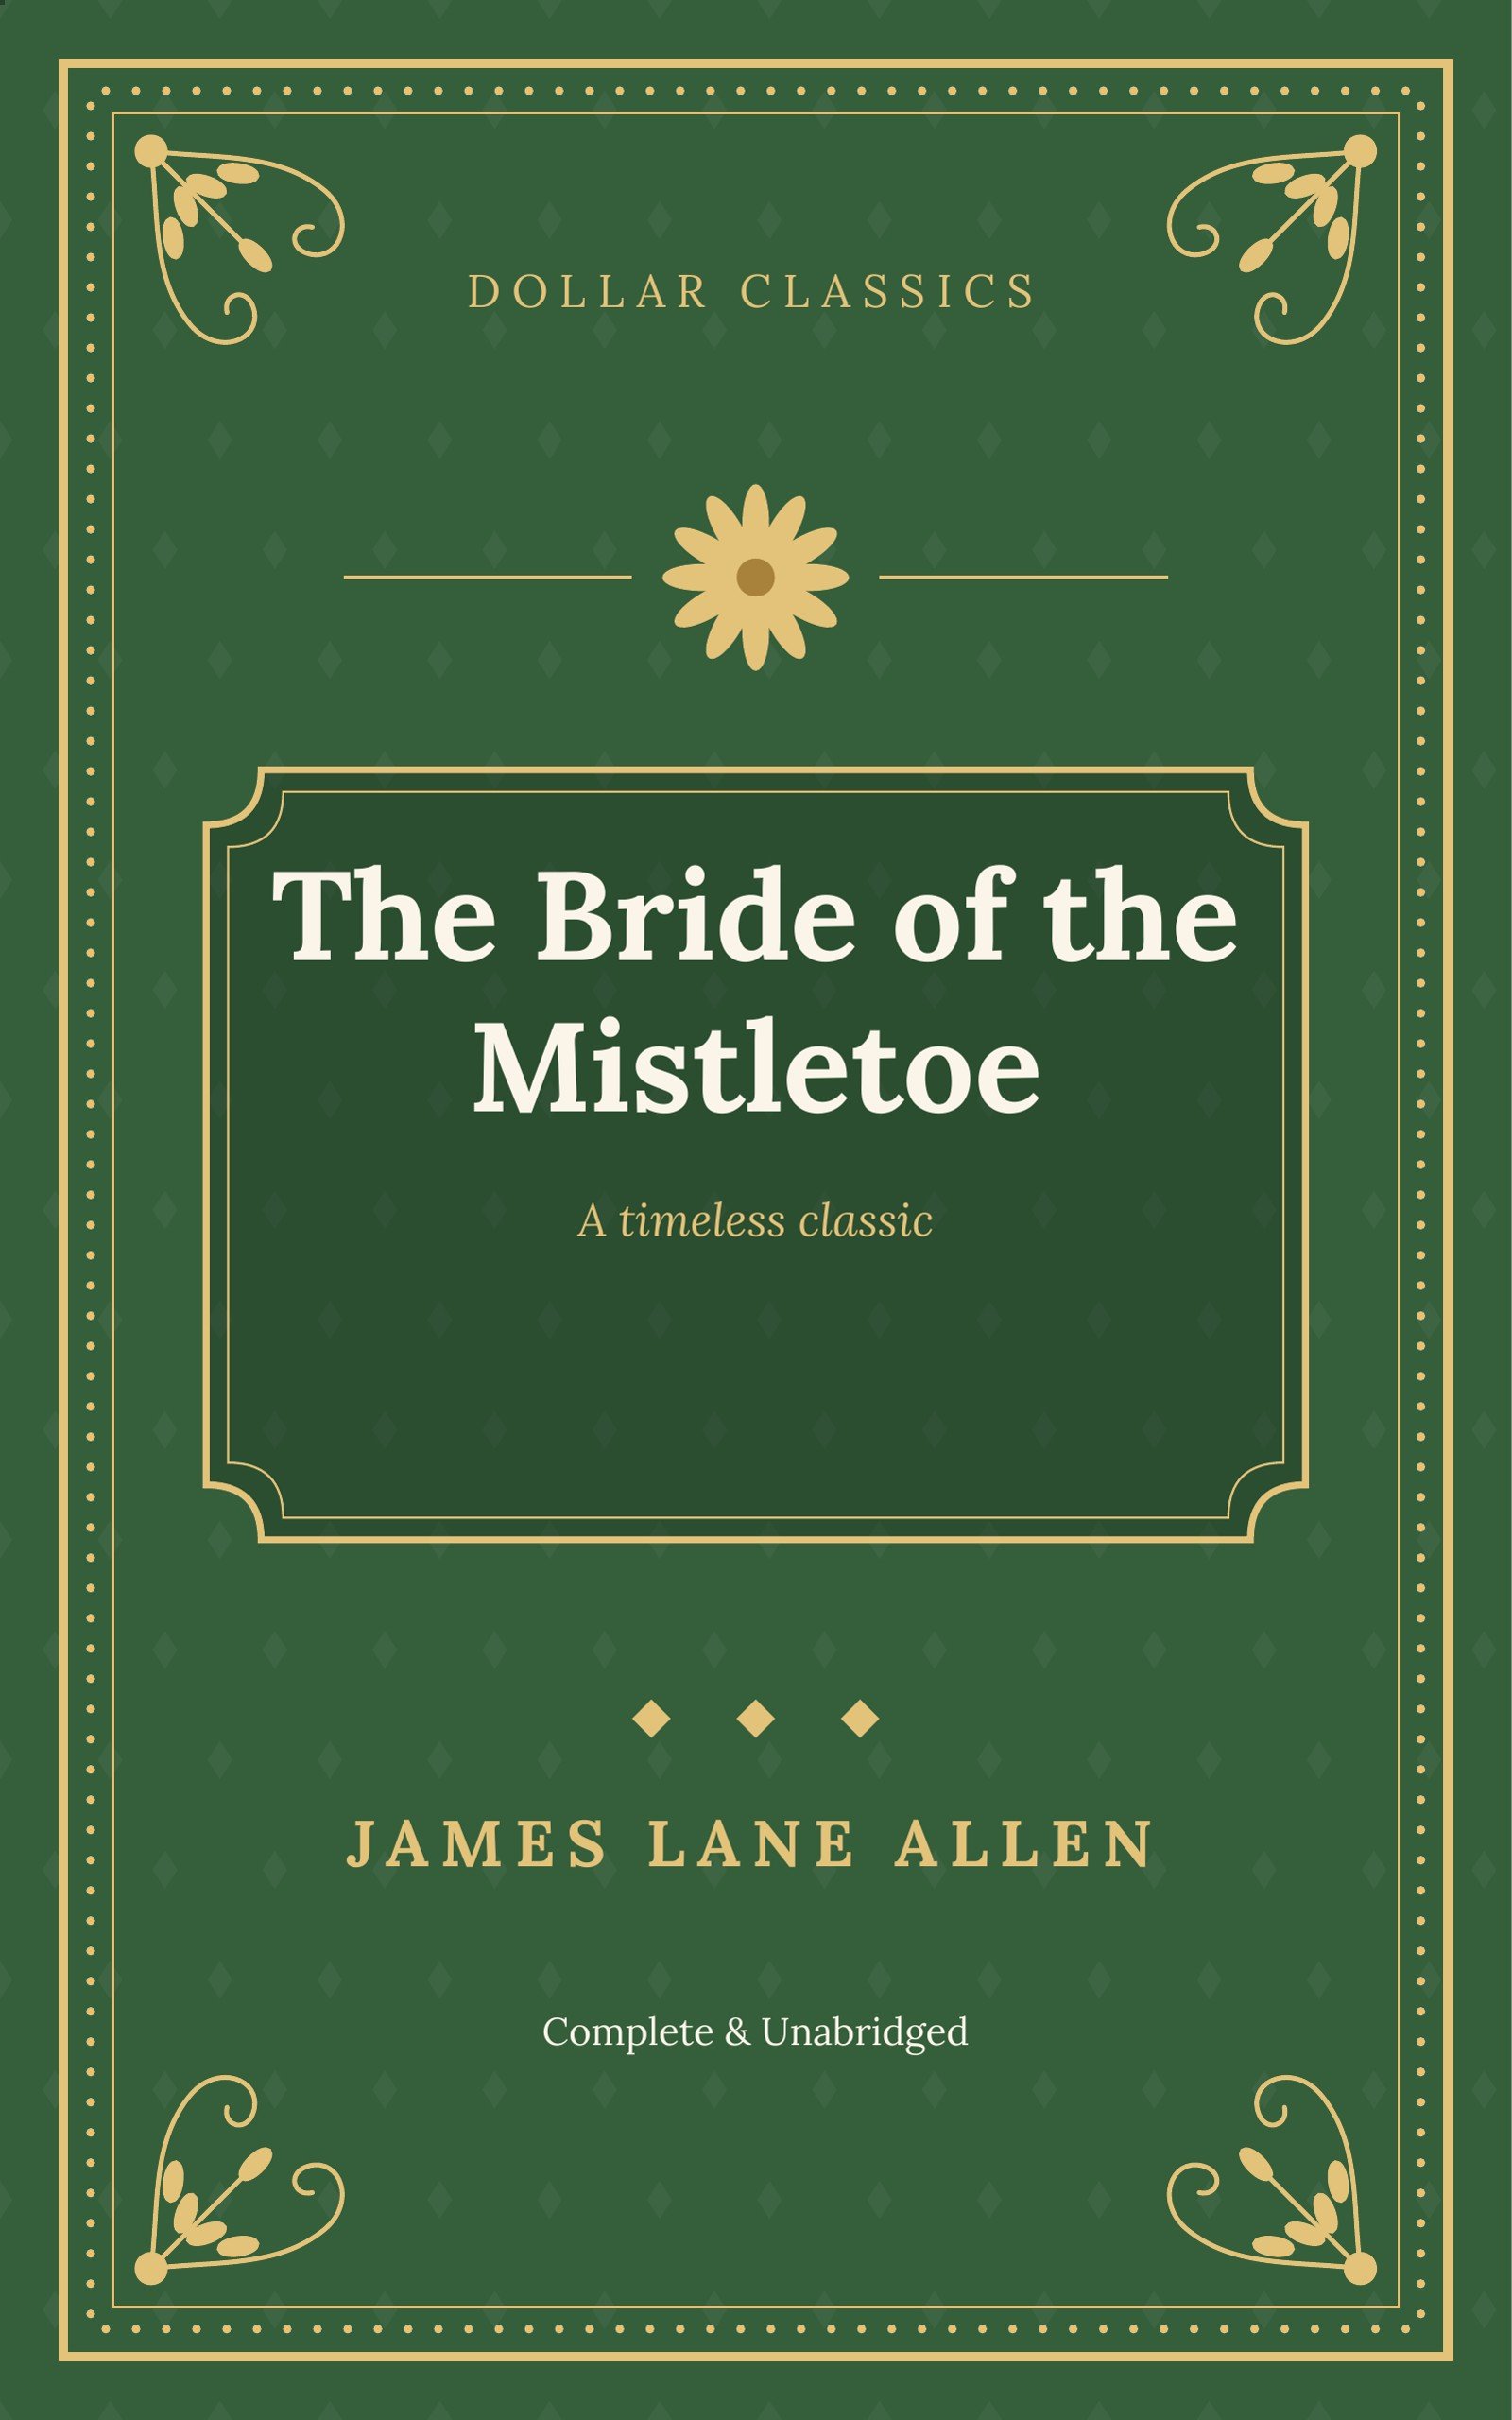 DOLLAR CLASSICS
The Bride of the
Mistletoe
A timeless classic
JAMES LANE ALLEN
Complete & Unabridged